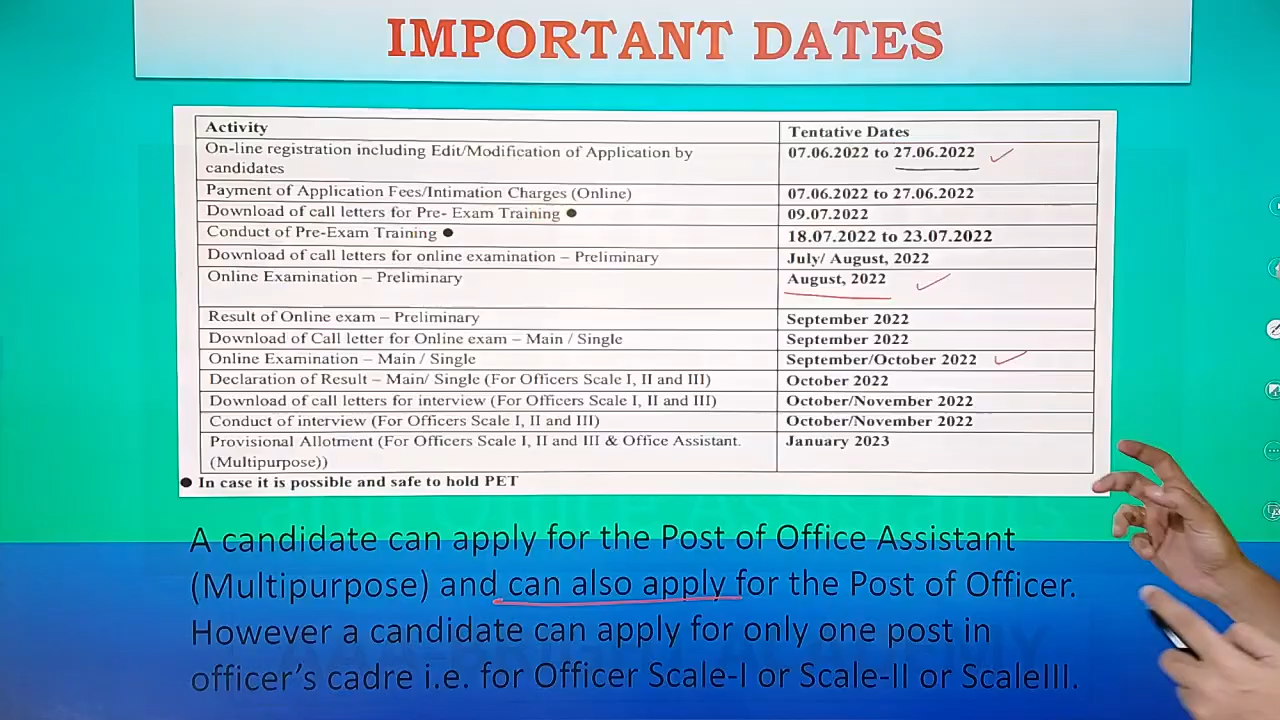 IMPORTANT DATES
Activity Tentative Dates
On-line registration including Edit/Modification of Application by 07.06.2022 to 27.06.2022
candidates
Payment of Application Fees/Intimation Charges (Online) 07.06.2022 to 27.06.2022
Download of call letters for Pre- Exam Training ● 09.07.2022
Conduct of Pre-Exam Training ● 18.07.2022 to 23.07.2022
Download of call letters for online examination – Preliminary July/ August, 2022
Online Examination – Preliminary August, 2022
Result of Online exam – Preliminary September 2022
Download of Call letter for Online exam – Main / Single September 2022
Online Examination – Main / Single September/October 2022
Declaration of Result – Main/ Single (For Officers Scale I, II and III) October 2022
Download of call letters for interview (For Officers Scale I, II and III) October/November 2022
Conduct of interview (For Officers Scale I, II and III) October/November 2022
Provisional Allotment (For Officers Scale I, II and III & Office Assistant. January 2023
(Multipurpose))
● In case it is possible and safe to hold PET
A candidate can apply for the Post of Office Assistant
(Multipurpose) and can also apply for the Post of Officer.
However a candidate can apply for only one post in
officer's cadre i.e. for Officer Scale-I or Scale-II or ScaleIII.